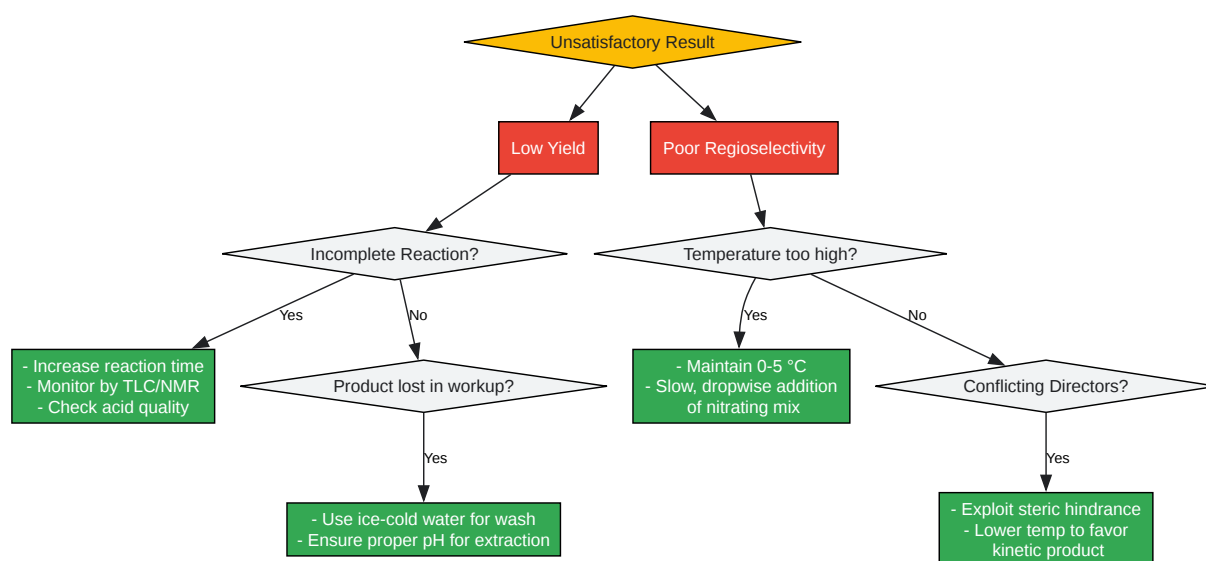 Unsatisfactory Result
Low Yield
Poor Regioselectivity
Incomplete Reaction?
Temperature too high?
Yes
No
Yes
No
- Increase reaction time
- Monitor by TLC/NMR
- Check acid quality
Product lost in workup?
- Maintain 0-5 °C
- Slow, dropwise addition
of nitrating mix
Conflicting Directors?
Yes
Yes
- Use ice-cold water for wash
- Ensure proper pH for extraction
- Exploit steric hindrance
- Lower temp to favor
kinetic product